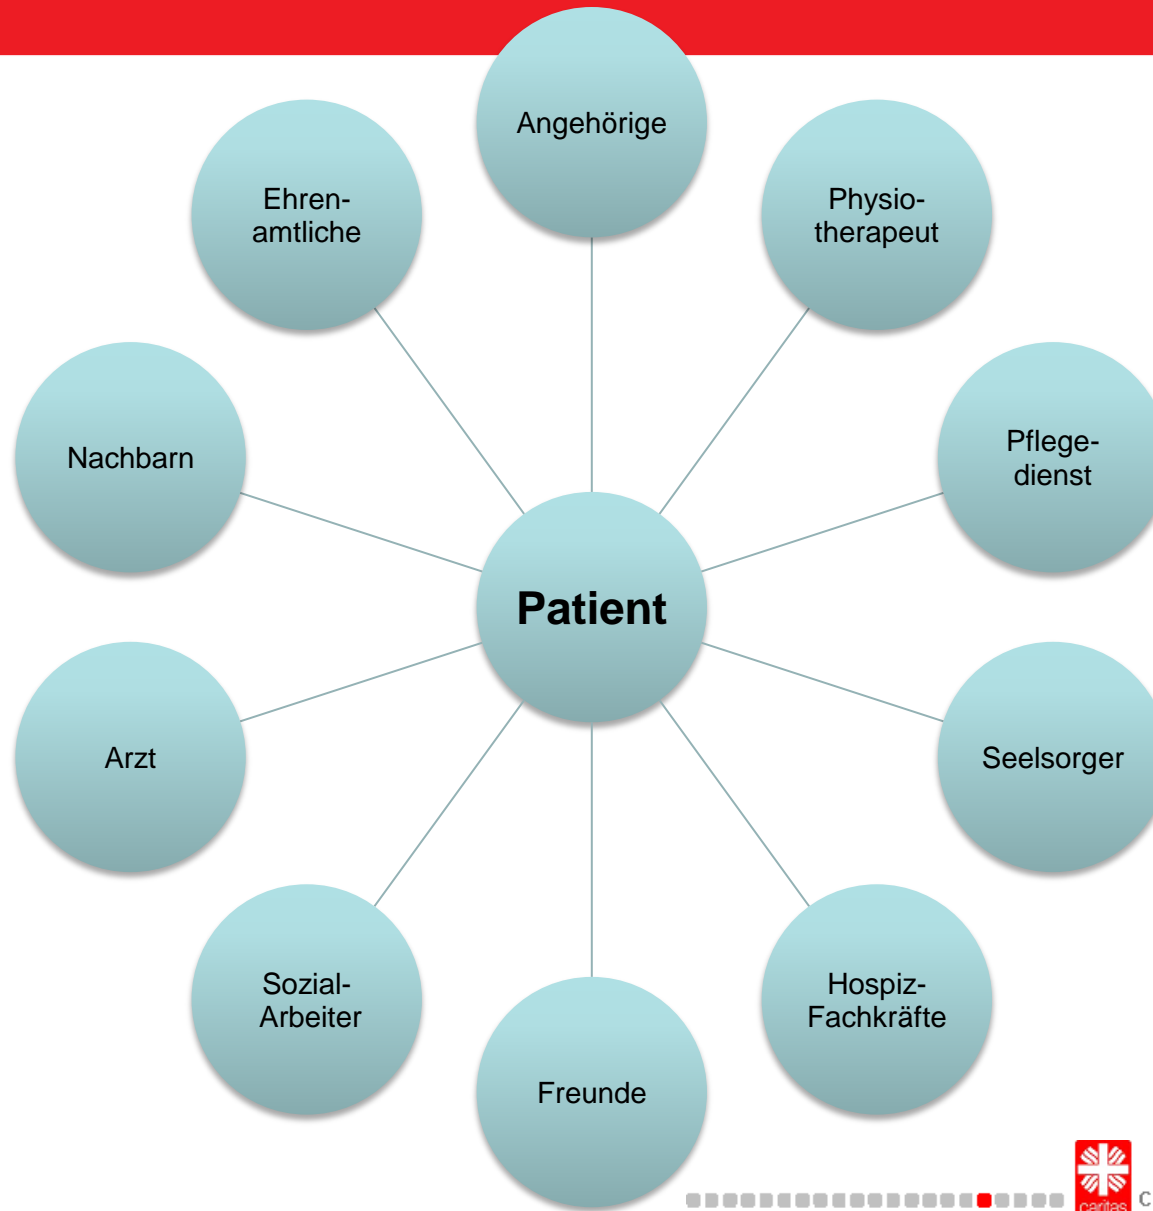 Angehörige
Physio-
therapeut
Pflege-
dienst
Seelsorger
Hospiz-
Fachkräfte
Freunde
Sozial-
Arbeiter
Arzt
Nachbarn
Ehren-
amtliche
Patient
caritas
C